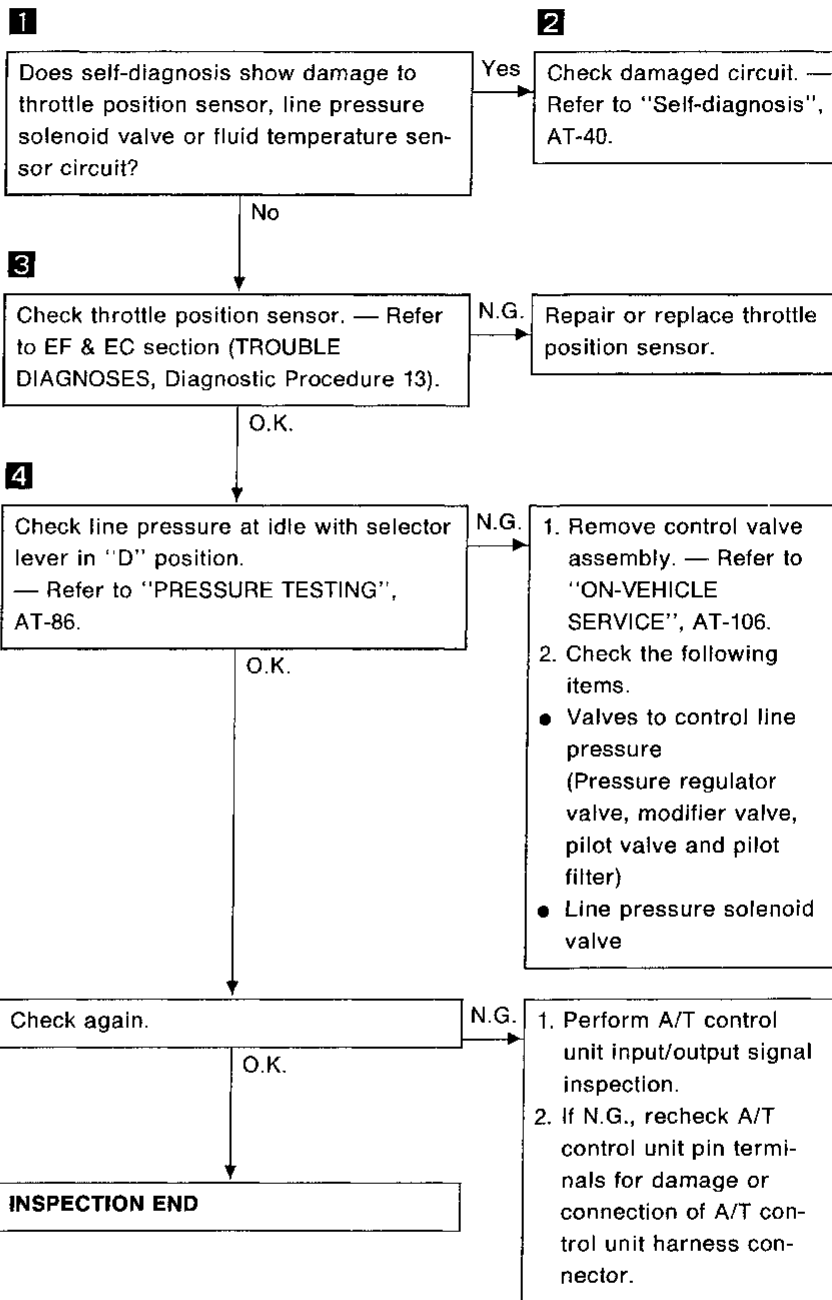 1
Does self-diagnosis show damage to
throttle position sensor, line pressure
solenoid valve or fluid temperature sen-
sor circuit?
Yes
2
Check damaged circuit. —
Refer to "Self-diagnosis",
AT-40.
No
3
Check throttle position sensor. — Refer
to EF & EC section (TROUBLE
DIAGNOSES, Diagnostic Procedure 13).
N.G.
Repair or replace throttle
position sensor.
O.K.
4
Check line pressure at idle with selector
lever in "D" position.
— Refer to "PRESSURE TESTING",
AT-86.
N.G.
1. Remove control valve
assembly. — Refer to
"ON-VEHICLE
SERVICE", AT-106.
2. Check the following
items.
● Valves to control line
pressure
(Pressure regulator
valve, modifier valve,
pilot valve and pilot
filter)
● Line pressure solenoid
valve
O.K.
Check again.
N.G.
1. Perform A/T control
unit input/output signal
inspection.
2. If N.G., recheck A/T
control unit pin termi-
nals for damage or
connection of A/T con-
trol unit harness con-
nector.
O.K.
INSPECTION END